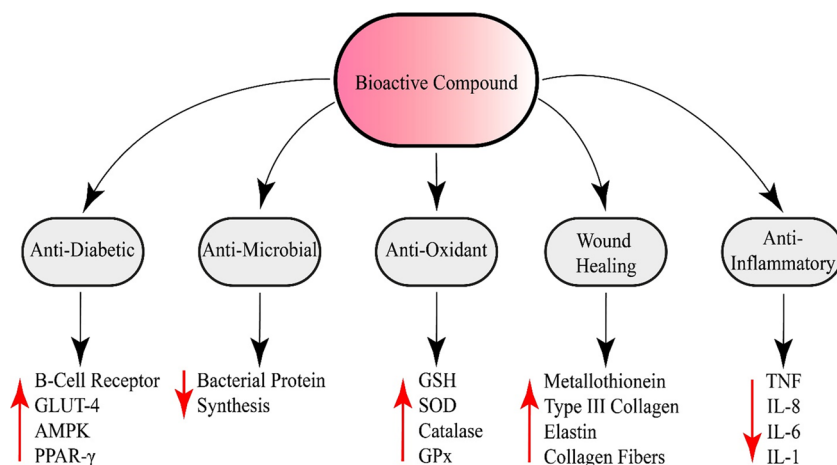 Bioactive Compound
Anti-Diabetic
Anti-Microbial
Anti-Oxidant
Wound
Healing
Anti-
Inflammatory
B-Cell Receptor
GLUT-4
AMPK
PPAR-γ
Bacterial Protein
Synthesis
GSH
SOD
Catalase
GPx
Metallothionein
Type III Collagen
Elastin
Collagen Fibers
TNF
IL-8
IL-6
IL-1